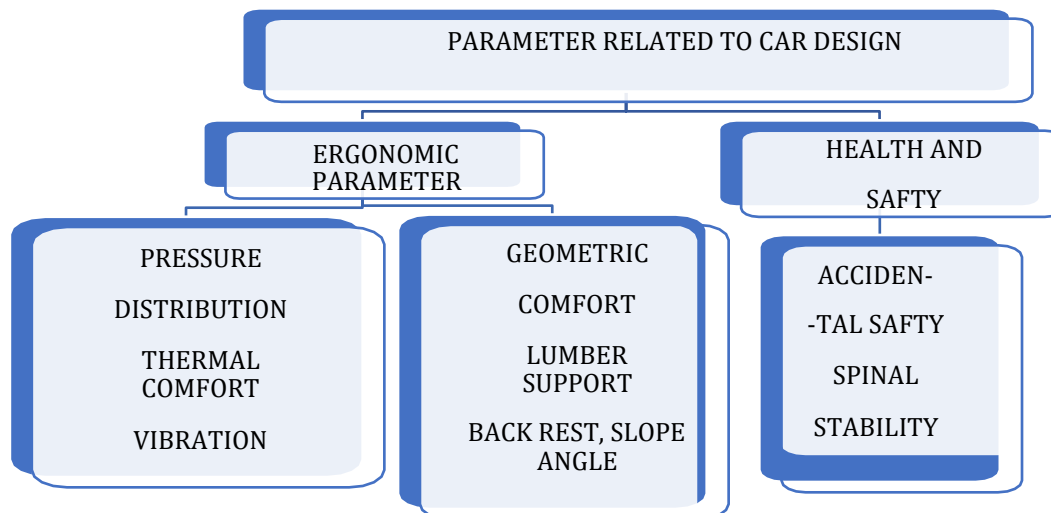 PARAMETER RELATED TO CAR DESIGN
ERGONOMIC
PARAMETER
HEALTH AND
SAFTY
PRESSURE
DISTRIBUTION
THERMAL
COMFORT
VIBRATION
GEOMETRIC
COMFORT
LUMBER
SUPPORT
BACK REST, SLOPE
ANGLE
ACCIDEN-
-TAL SAFTY
SPINAL
STABILITY